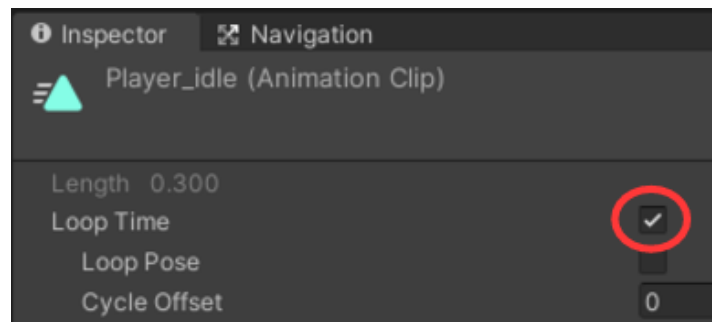 Inspector Navigation
Player_idle (Animation Clip)
Length 0.300
Loop Time
Loop Pose
Cycle Offset 0